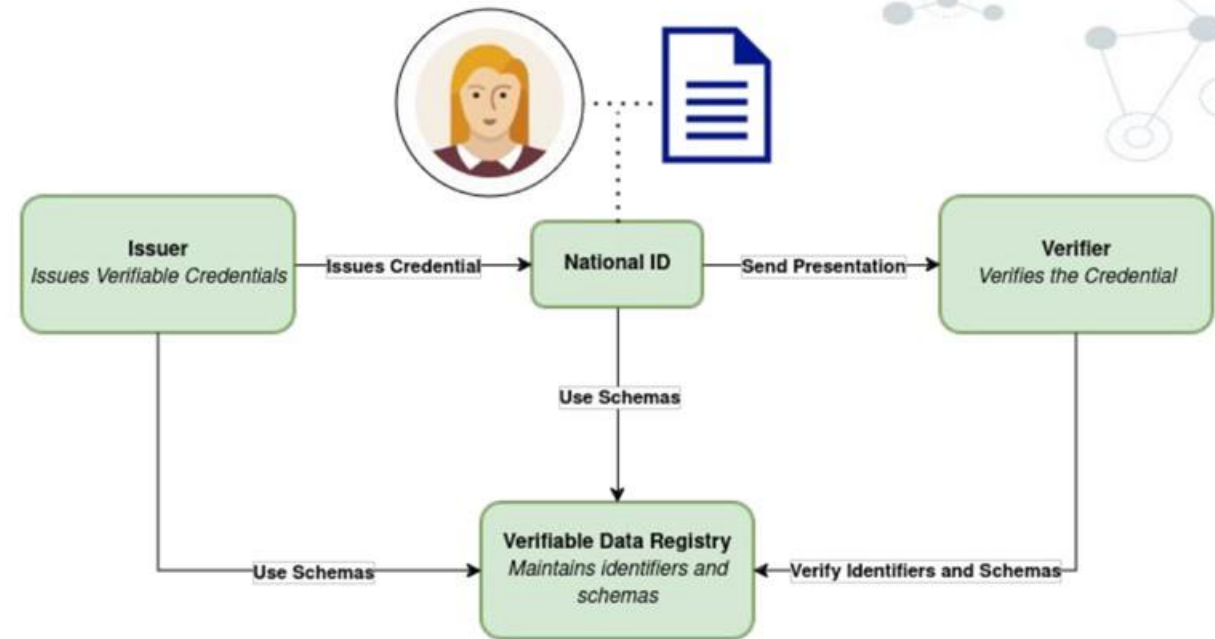 Issuer
Issues Verifiable Credentials
Issues Credential
National ID
Send Presentation
Verifier
Verifies the Credential
Use Schemas
Verifiable Data Registry
Maintains identifiers and
schemas
Use Schemas
Verify Identifiers and Schemas